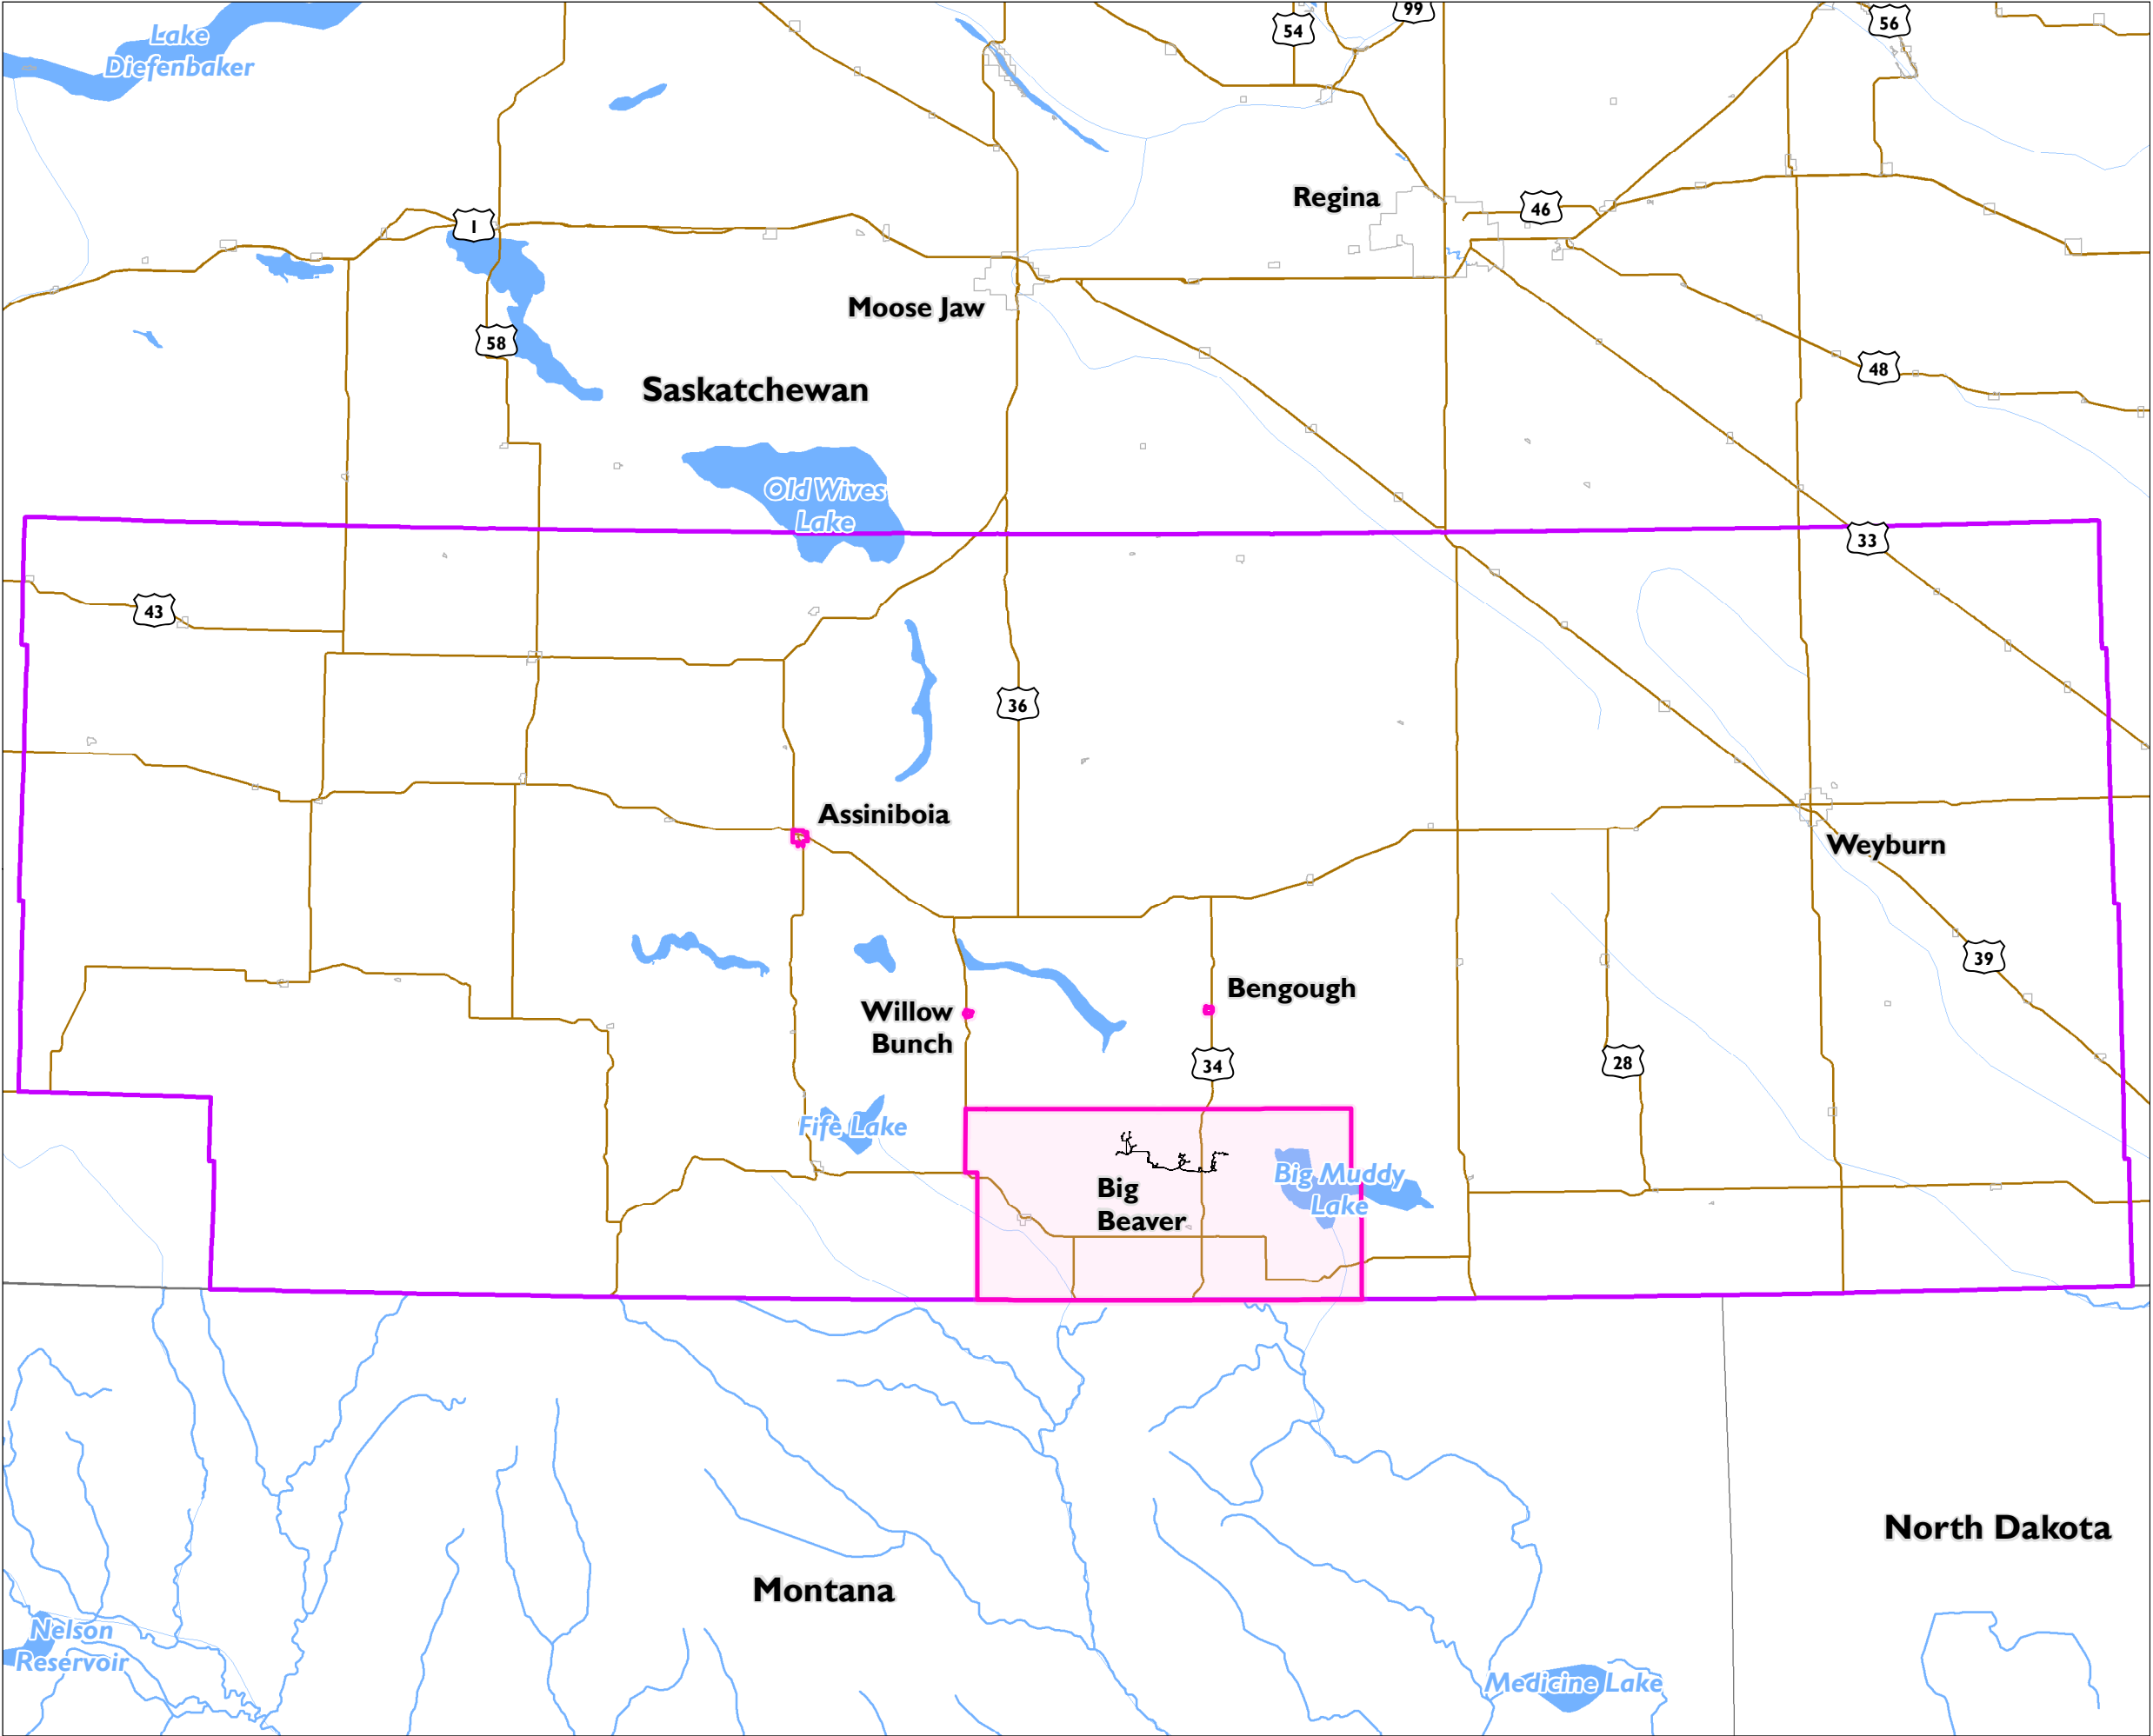 99
56
54
Lake
Diefenbaker
Regina
46
1
Moose Jaw
58
48
Saskatchewan
Old Wives
Lake
33
43
36
Assiniboia
Weyburn
39
Bengough
Willow
Bunch
34
28
Fife Lake
Big Muddy
Lake
Big
Beaver
North Dakota
Montana
Nelson
Reservoir
Medicine Lake